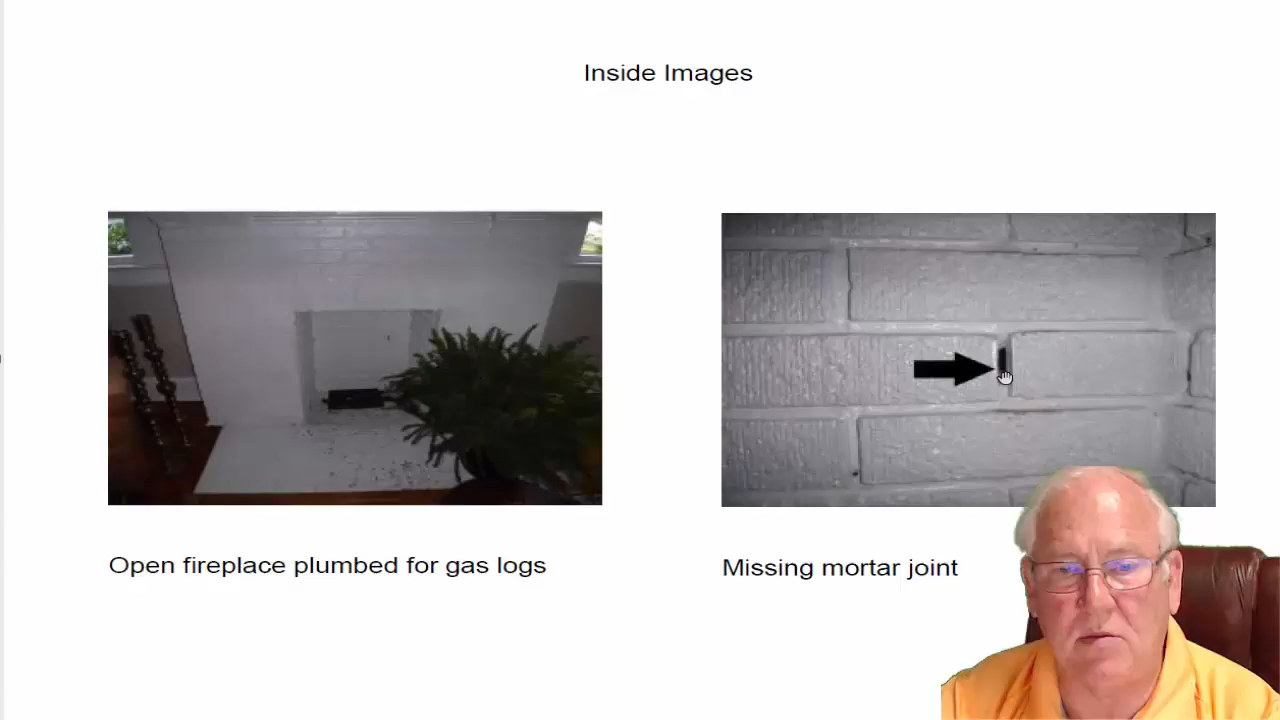 Inside Images
Open fireplace plumbed for gas logs
Missing mortar joint